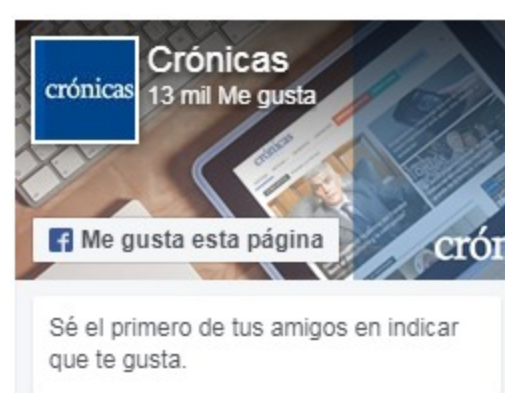 crónicas
Crónicas
13 mil Me gusta
crónicas
Me gusta esta página
crón
Sé el primero de tus amigos en indicar
que te gusta.